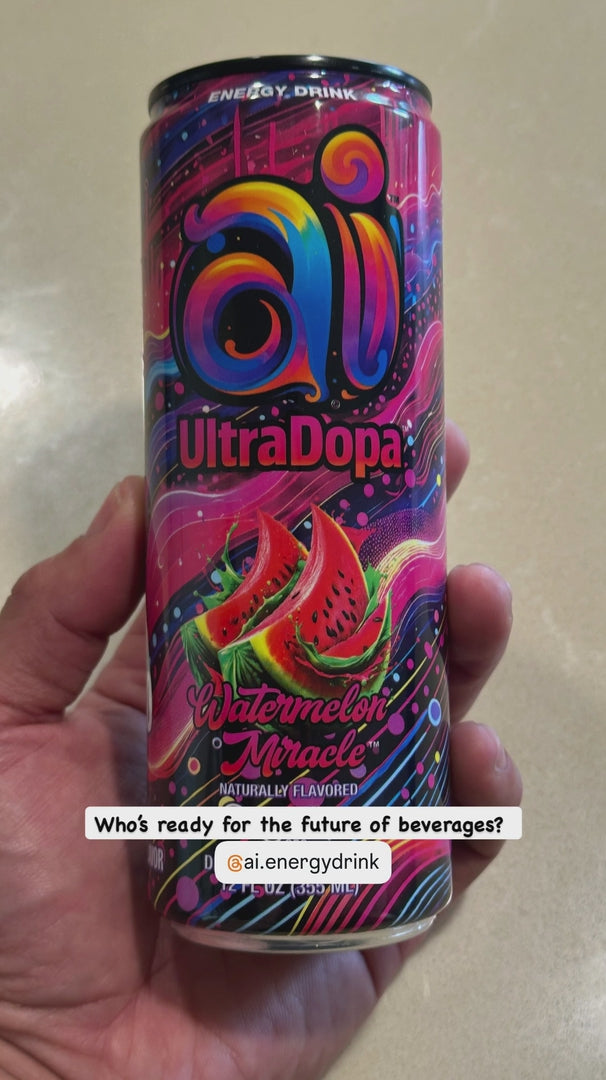 ENERGY DRINK
ai
UltraDopa
Watermelon
Miracle™
NATURALLY FLAVORED
Who's ready for the future of beverages?
@ai.energydrink
12 FL OZ (355 ML)